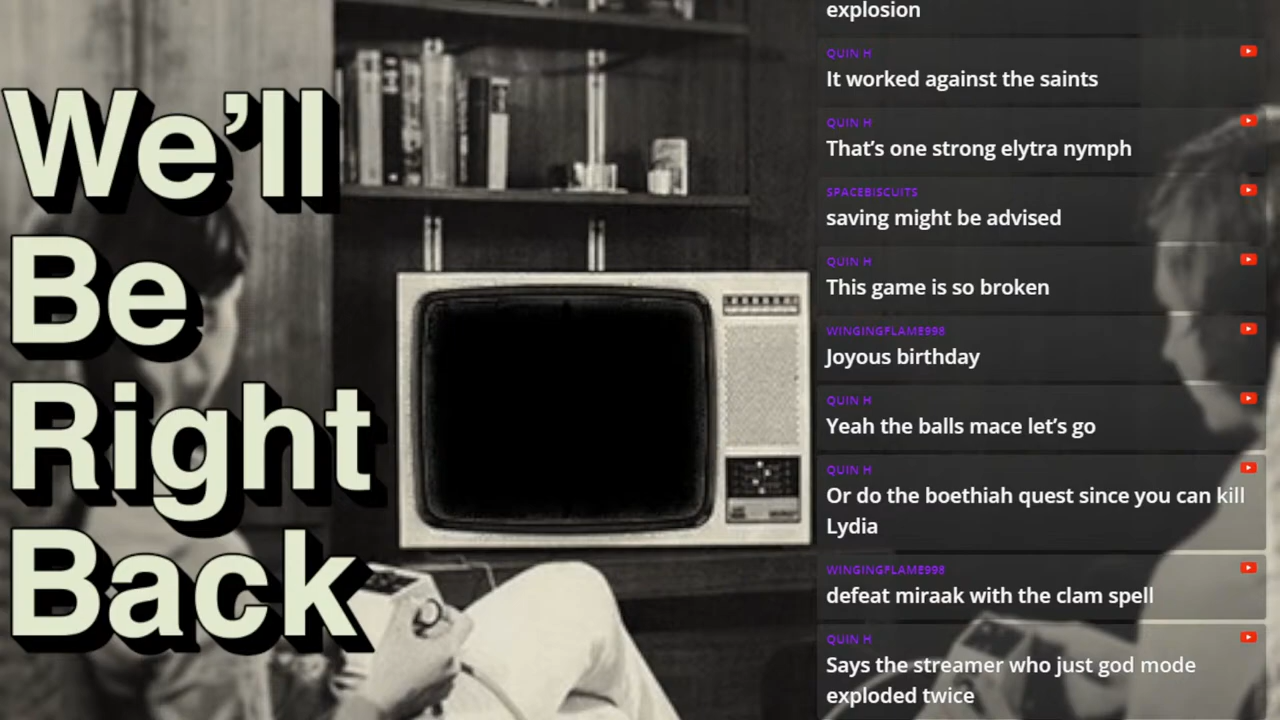 We'll
Be
Right
Back
explosion
QUIN H
It worked against the saints
QUIN H
That's one strong elytra nymph
SPACEBISCUITS
saving might be advised
QUIN H
This game is so broken
WINGINGFLAME998
Joyous birthday
QUIN H
Yeah the balls mace let's go
QUIN H
Or do the boethiah quest since you can kill
Lydia
WINGINGFLAME998
defeat miraak with the clam spell
QUIN H
Says the streamer who just god mode
exploded twice